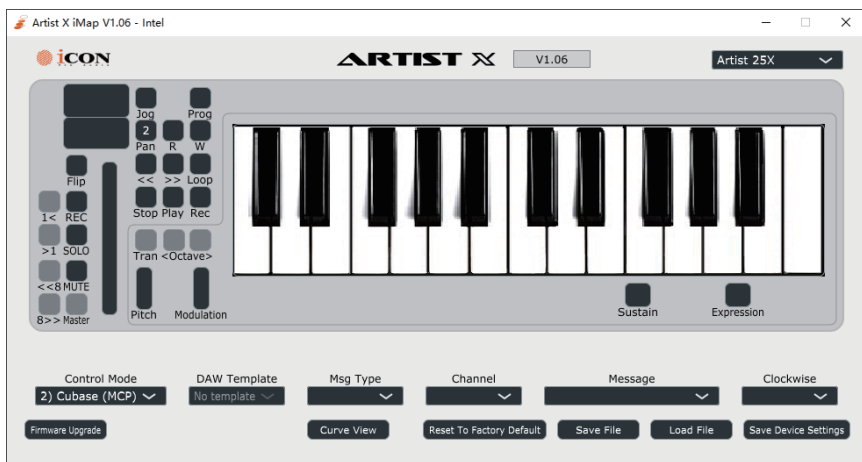 Artist X iMap V1.06 - Intel
iCON
ARTIST X
V1.06
Artist 25X
Jog
Prog
2
Pan R W
Flip
<< >> Loop
1< REC
Stop Play Rec
>1 SOLO
Tran <Octave>
<<8 MUTE
8>> Master
Pitch
Modulation
Sustain
Expression
Control Mode
DAW Template
Msg Type
Channel
Message
Clockwise
2) Cubase (MCP)
No template
Firmware Upgrade
Curve View
Reset To Factory Default
Save File
Load File
Save Device Settings